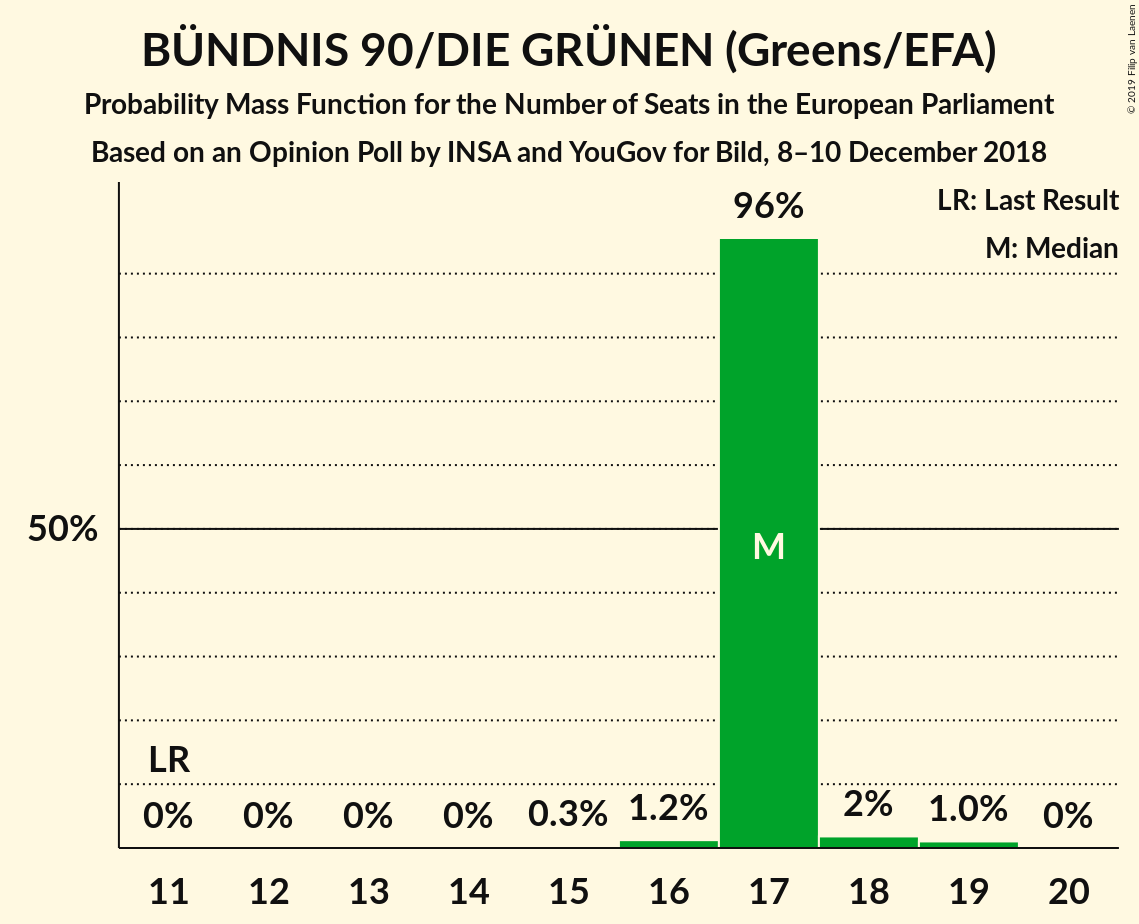 BÜNDNIS 90/DIE GRÜNEN (Greens/EFA)
Probability Mass Function for the Number of Seats in the European Parliament
Based on an Opinion Poll by INSA and YouGov for Bild, 8–10 December 2018
© 2019 Filip van Laenen
LR: Last Result
M: Median
96%
50%
M
LR
0% 0% 0% 0% 0.3% 1.2% 2% 1.0% 0%
11 12 13 14 15 16 17 18 19 20